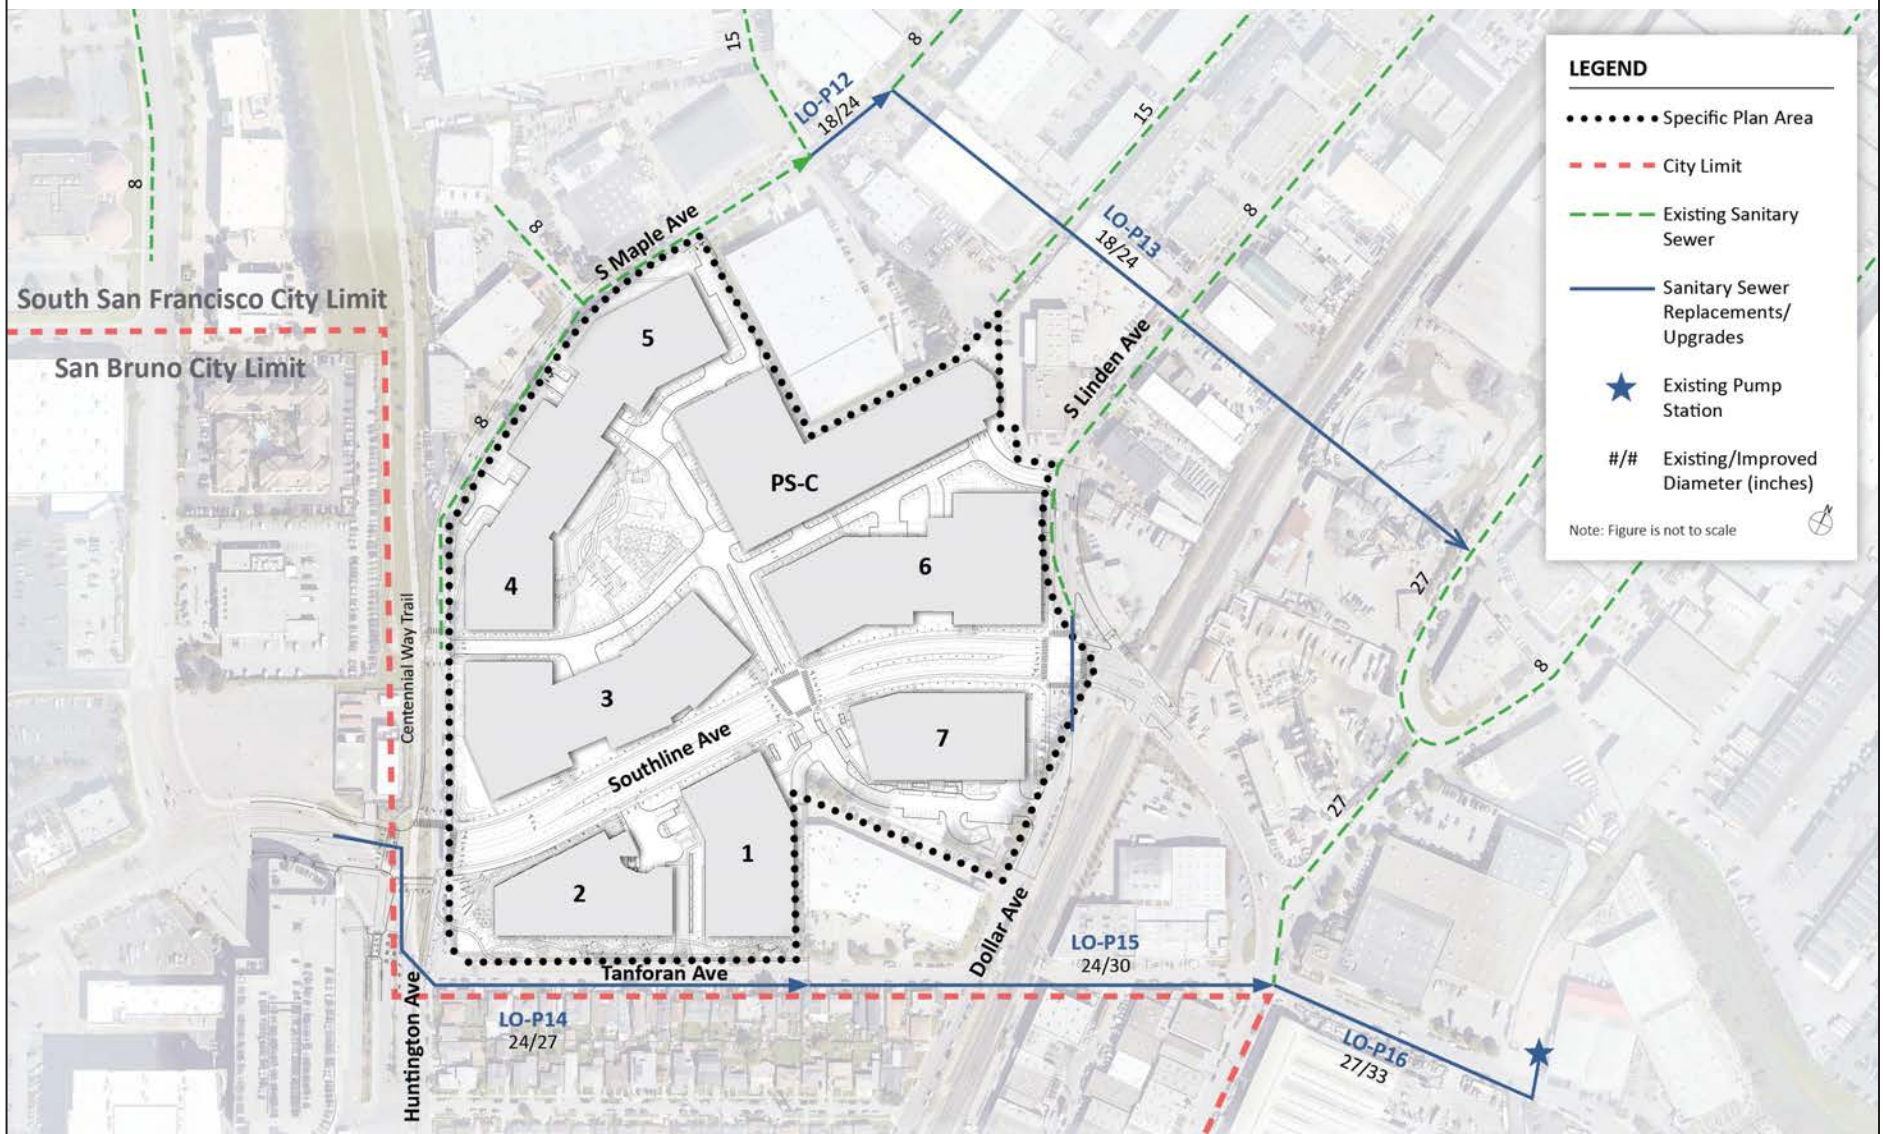 15
8
LO-P12
18/24
LEGEND
Specific Plan Area
City Limit
Existing Sanitary
Sewer
Sanitary Sewer
Replacements/
Upgrades
Existing Pump
Station
#/# Existing/Improved
Diameter (inches)
Note: Figure is not to scale
N
15
8
8
8
S Maple Ave
LO-P13
18/24
South San Francisco City Limit
San Bruno City Limit
5
8
S Linden Ave
PS-C
4
6
27
Centennial Way Trail
3
8
Southline Ave
7
27
1
2
Dollar Ave
LO-P15
24/30
Tanforan Ave
Huntington Ave
LO-P14
24/27
LO-P16
27/33